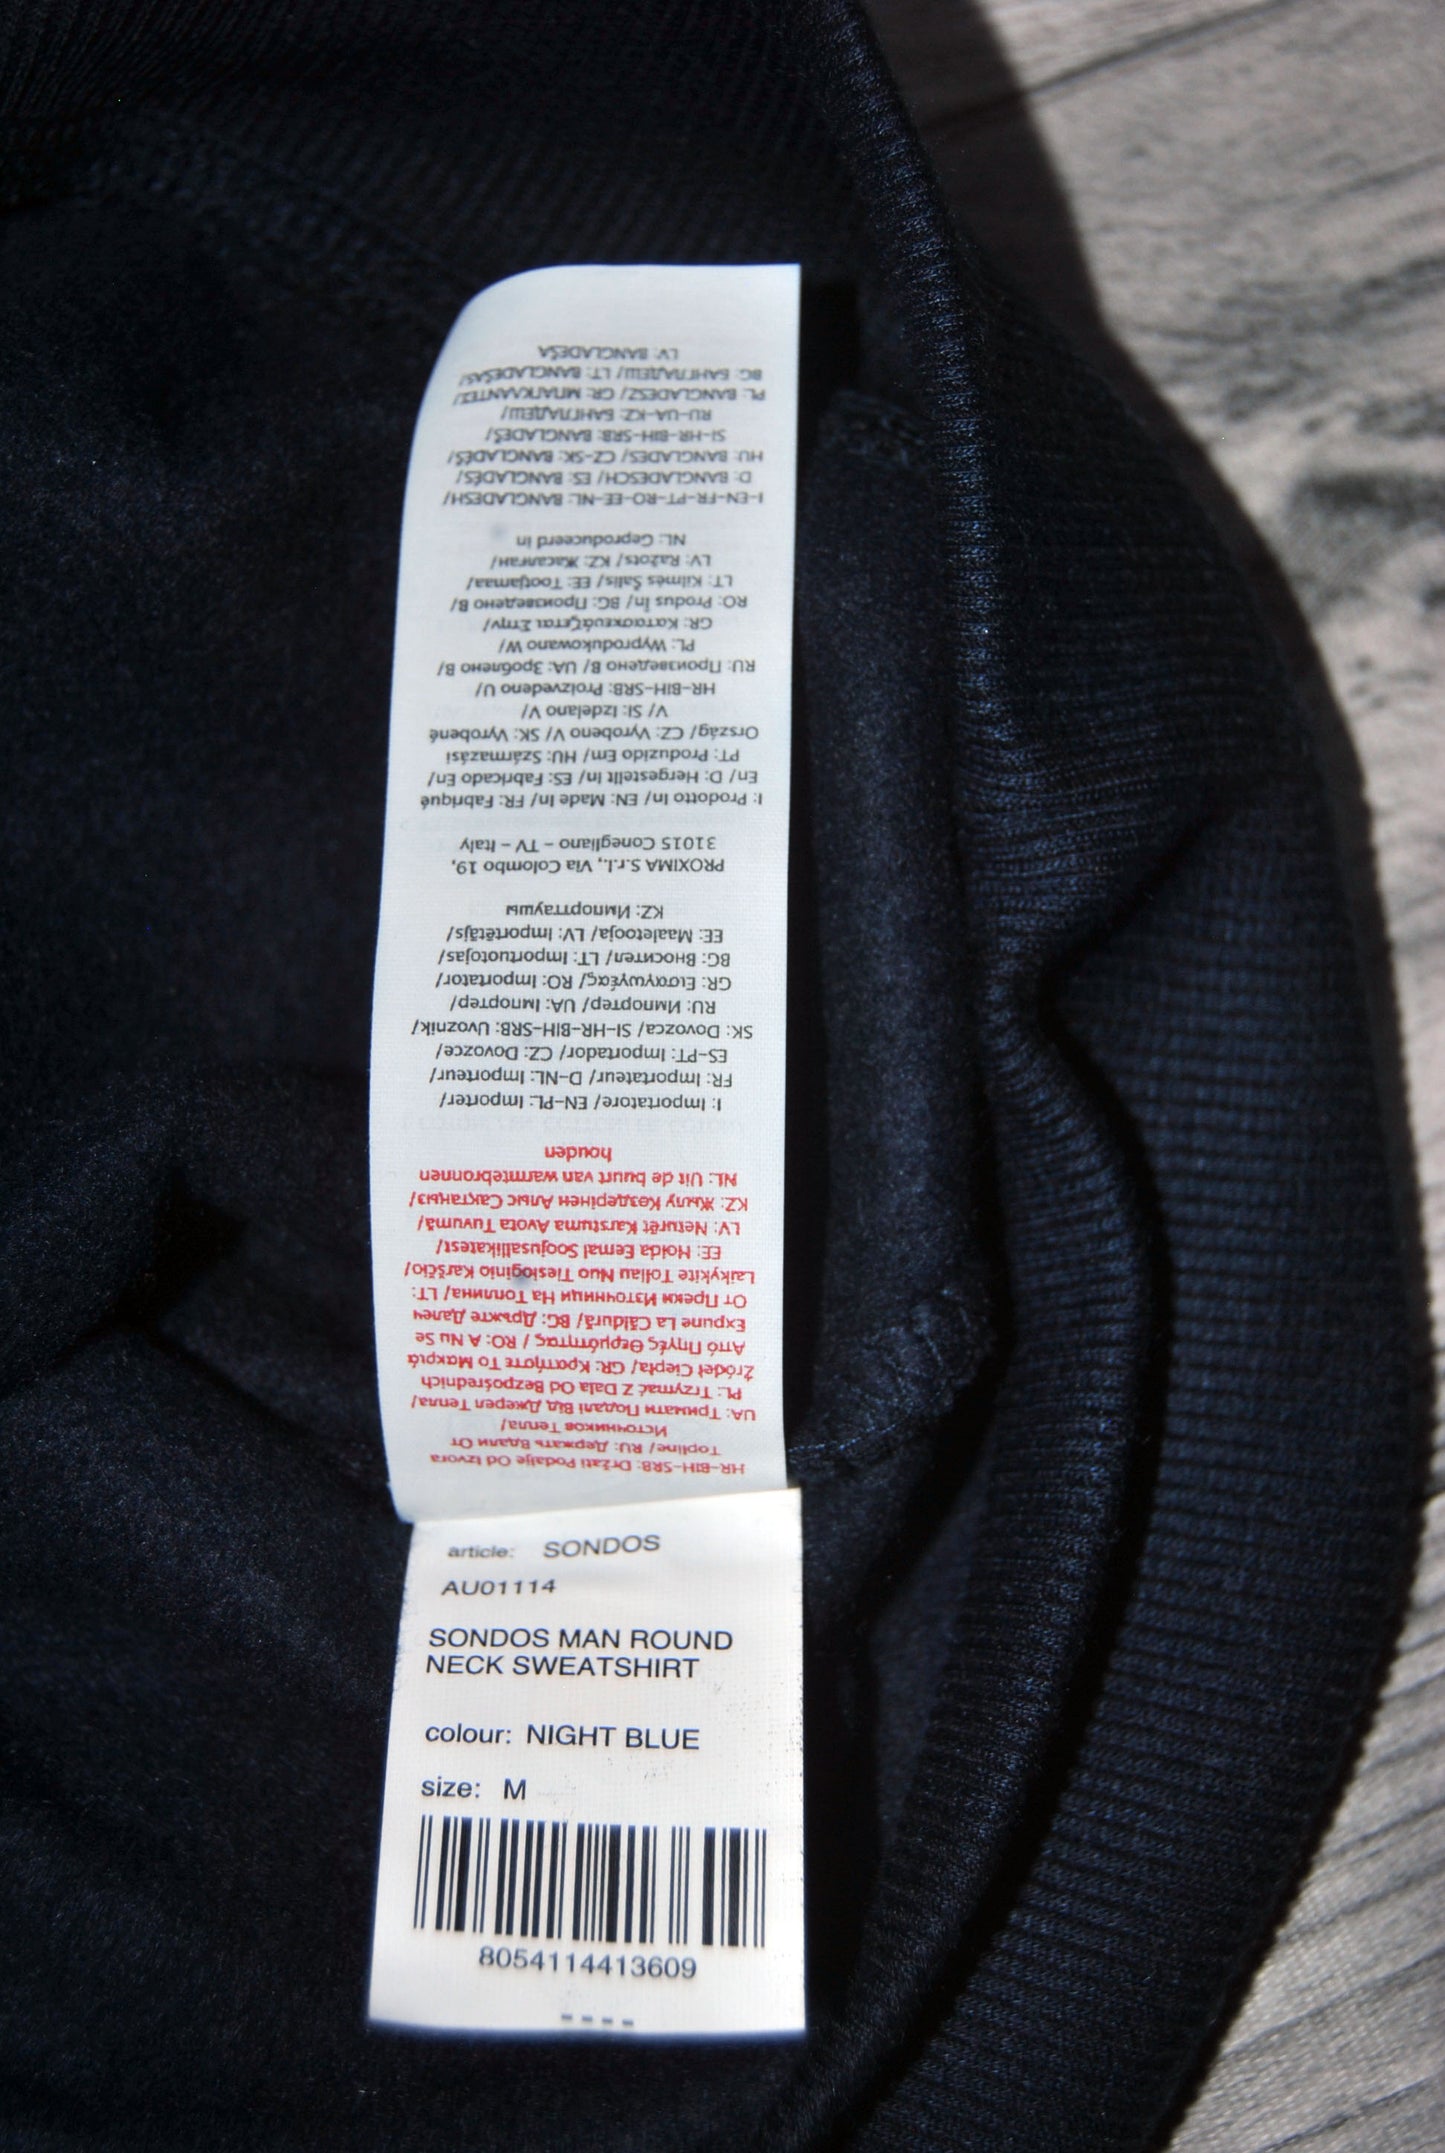 HR-BIH-SRB: Držati Podalje Od Izvora
Topline/ RU: Держать Вдали От
Источников Тепла/
UA: Тримати Подалі Від Джерел Тепла/
PL: Trzymać Z Dala Od Bezpośrednich
Źródeł Ciepła/ GR: Κρατήστε Το Μακριά
Από Πηγές Θερμότητας / RO: A Nu Se
Expune La Căldură/ BG: Дръжте Далеч
От Преки Източници На Топлина/ LT:
Laikykite Toliau Nuo Tiesioginio Karščio/
EE: Hoida Eemal Soojusallikatest/
LV: Neturēt Karstuma Avota Tuvumā/
KZ: Жылу Көздерінен Алыс Сақтаңыз/
NL: Uit de buurt van warmtebronnen
houden
I: Importatore/ EN-PL: Importer/
FR: Importateur/ D-NL: Importeur/
ES-PT: Importador/ CZ: Dovozce/
SK: Dovozca/ SI-HR-BIH-SRB: Uvoznik/
RU: Импортер/ UA: Імпортер/
GR: Εισαγωγέας/ RO: Importator/
BG: Вносител/ LT: Importuotojas/
EE: Maaletooja/ LV: Importētājs/
KZ: Импорттаушы
PROXIMA S.r.l., Via Colombo 19,
31015 Conegliano - TV - Italy
I: Prodotto In/ EN: Made In/ FR: Fabriqué
En/ D: Hergestellt In/ ES: Fabricado En/
PT: Produzido Em/ HU: Származási
Ország/ CZ: Vyrobeno V/ SK: Vyrobené
V/ SI: Izdelano V/
HR-BIH-SRB: Proizvedeno U/
RU: Произведено В/ UA: Зроблено В/
PL: Wyprodukowano W/
GR: Κατασκευάζεται Στην/
RO: Produs În/ BG: Произведено В/
LT: Kilmės Šalis/ EE: Tootjamaa/
LV: Ražots/ KZ: Жасалған/
NL: Geproduceerd in
I-EN-FR-PT-RO-EE-NL: BANGLADESH/
D: BANGLADESCH/ ES: BANGLADÉS/
HU: BANGLADES/ CZ-SK: BANGLADÉŠ/
SI-HR-BIH-SRB: BANGLADEŠ/
RU-UA-KZ: БАНГЛАДЕШ/
PL: BANGLADESZ/ GR: ΜΠΑΓΚΛΑΝΤΕΣ/
BG: БАНГЛАДЕШ/ LT: BANGLADEŠAS/
LV: BANGLADEŠA
article: SONDOS
AU01114
SONDOS MAN ROUND
NECK SWEATSHIRT
colour: NIGHT BLUE
size: M
8054114413609